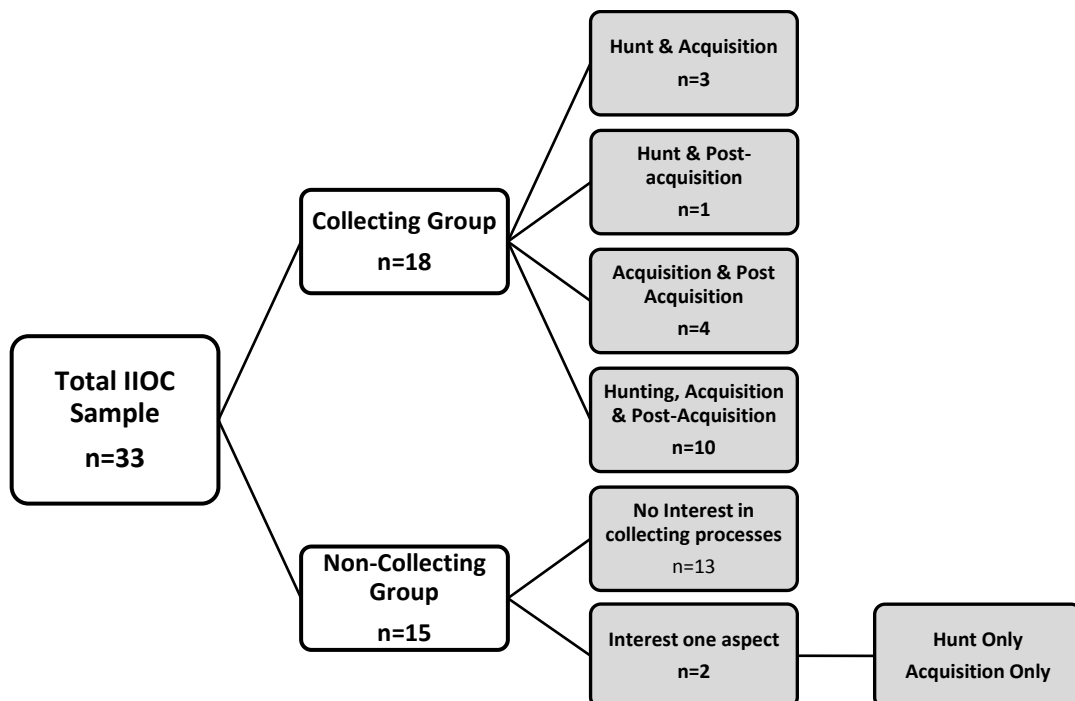 Total IIOC
Sample
n=33
Collecting Group
n=18
Hunt & Acquisition
n=3
Hunt & Post-
acquisition
n=1
Acquisition & Post
Acquisition
n=4
Hunting, Acquisition
& Post-Acquisition
n=10
Non-Collecting
Group
n=15
No Interest in
collecting processes
n=13
Interest one aspect
n=2
Hunt Only
Acquisition Only